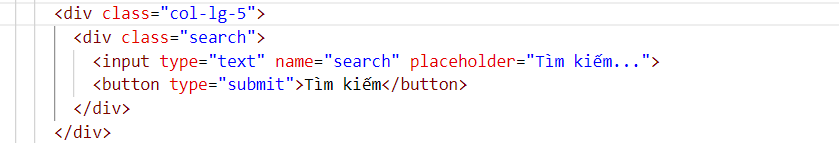 <div class="col-lg-5">
<div class="search">
<input type="text" name="search" placeholder="Tìm kiếm...">
<button type="submit">Tìm kiếm</button>
</div>
</div>